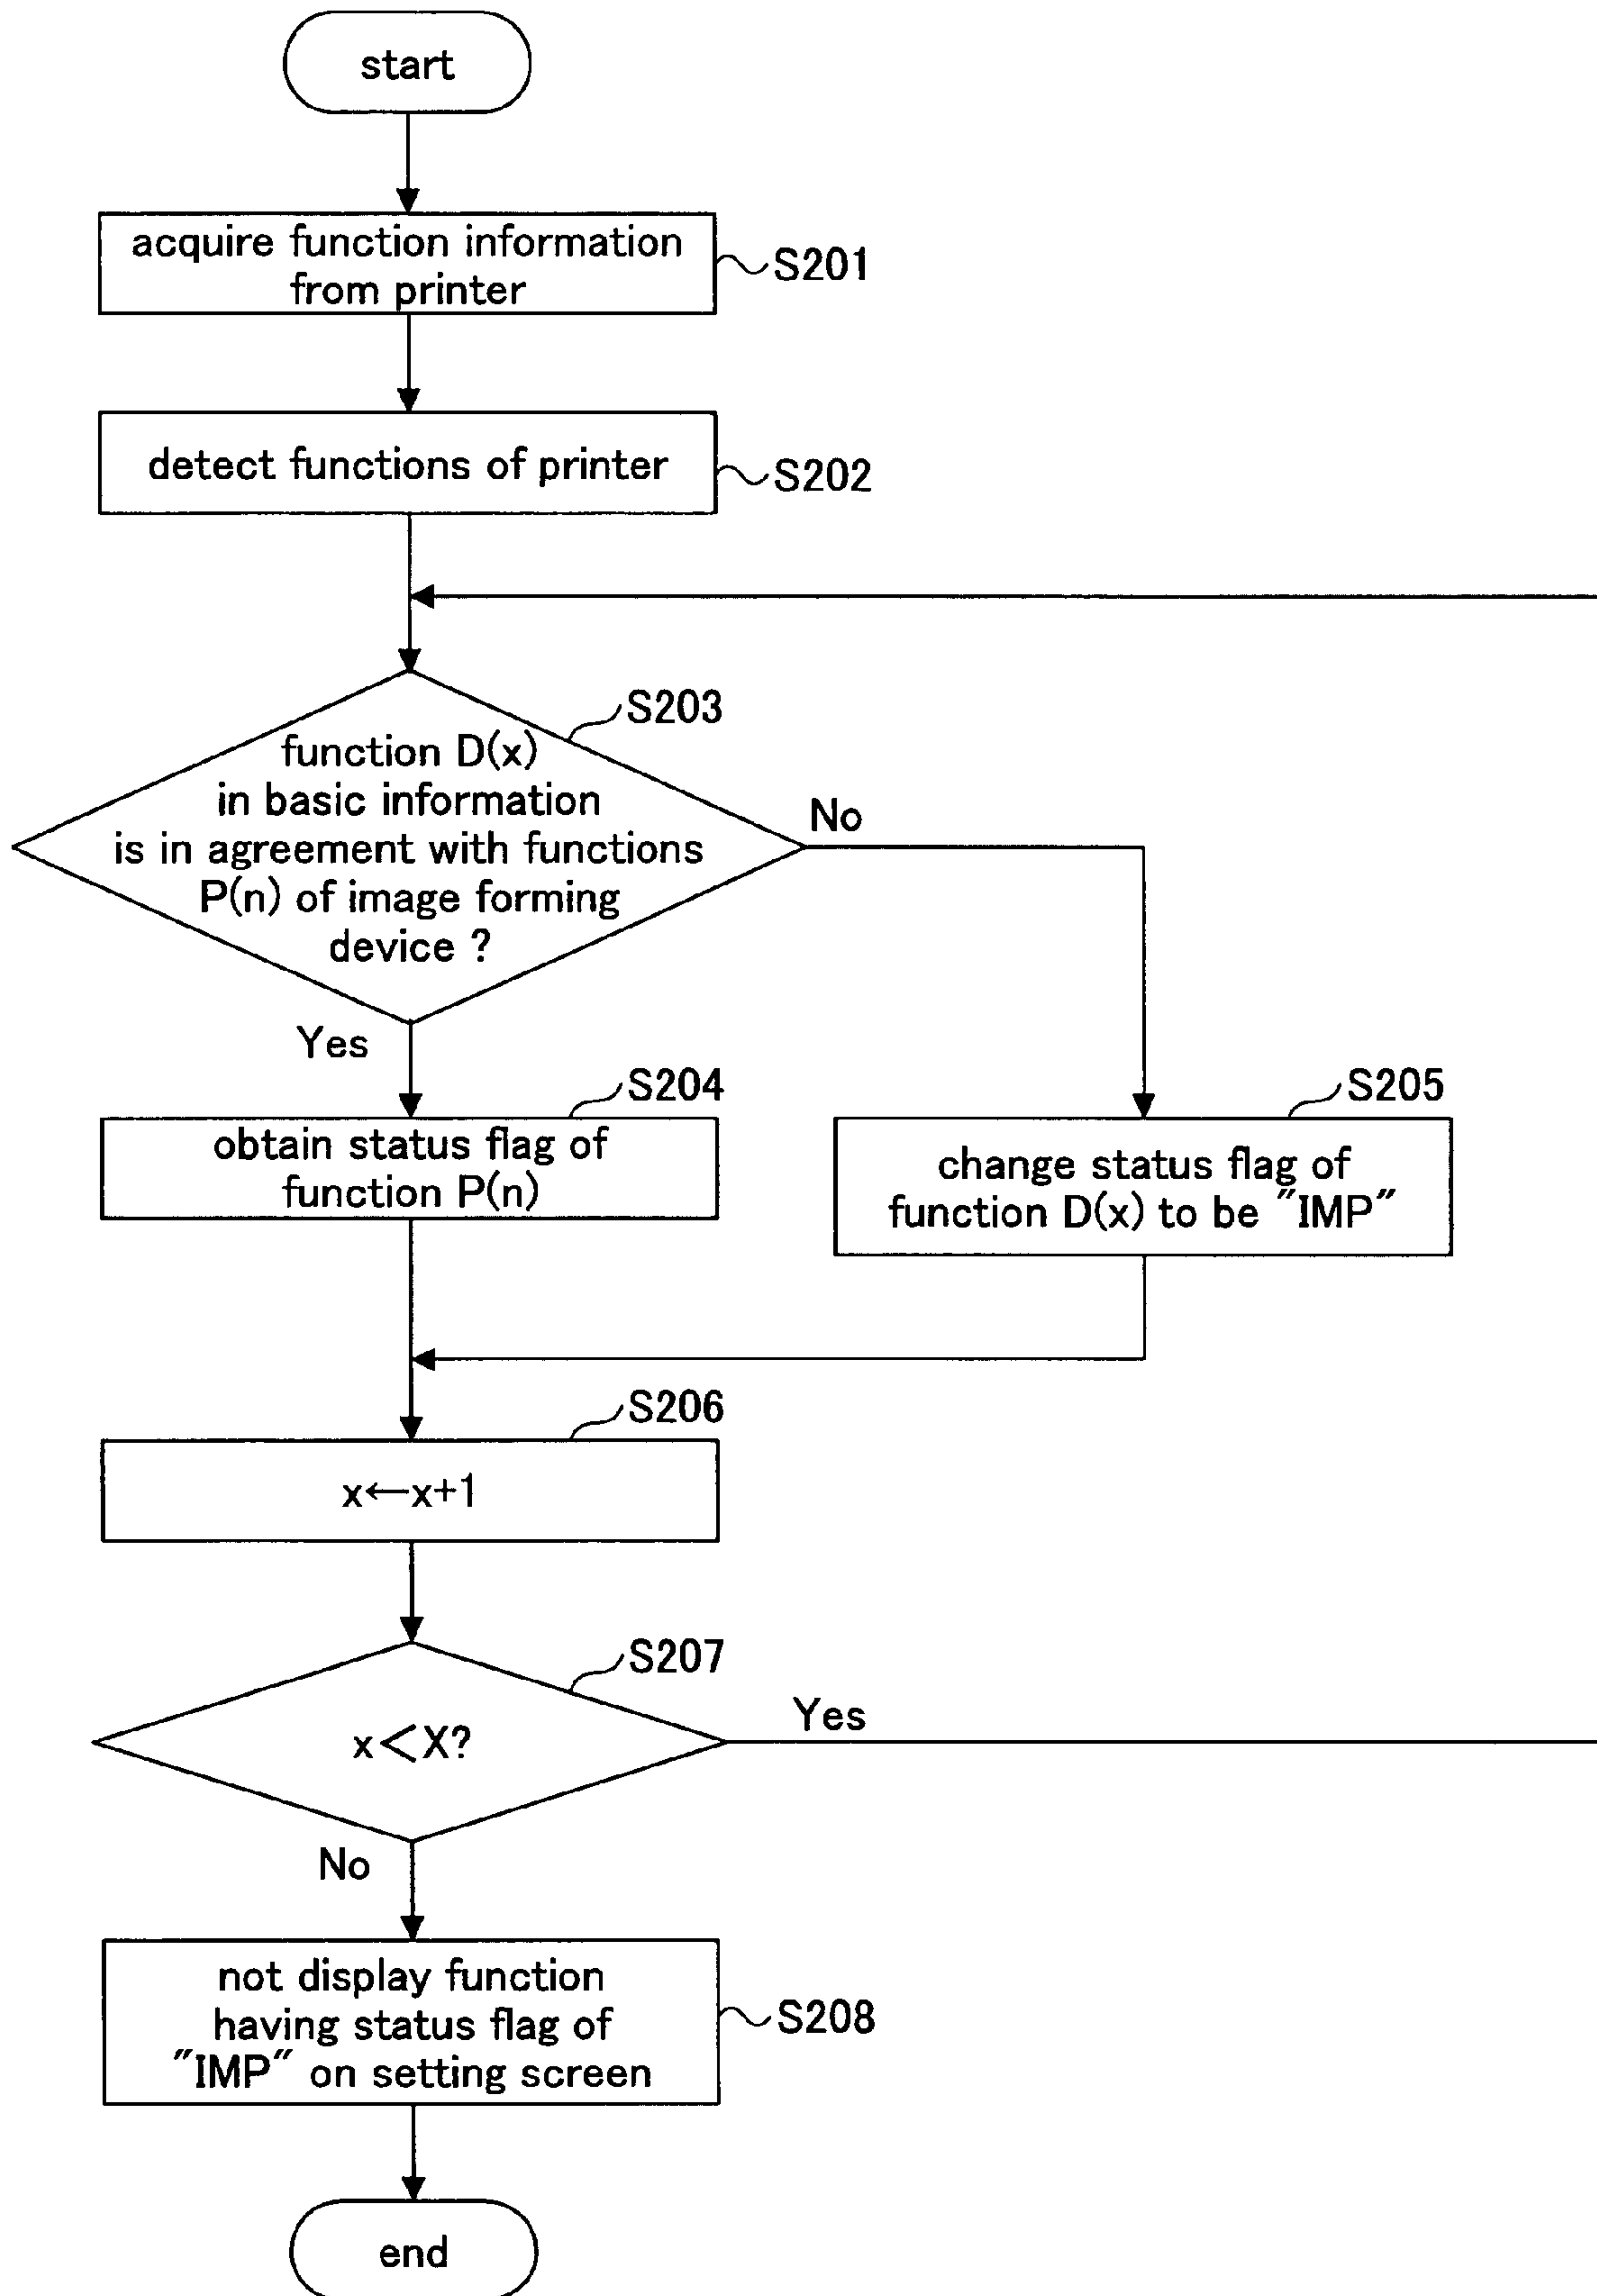 start
acquire function information
from printer
S201
detect functions of printer
S202
S203
function D(x)
in basic information
is in agreement with functions
P(n) of image forming
device ?
No
Yes
S204
obtain status flag of
function P(n)
S205
change status flag of
function D(x) to be "IMP"
S206
x←x+1
S207
x<X?
Yes
No
not display function
having status flag of
"IMP" on setting screen
S208
end